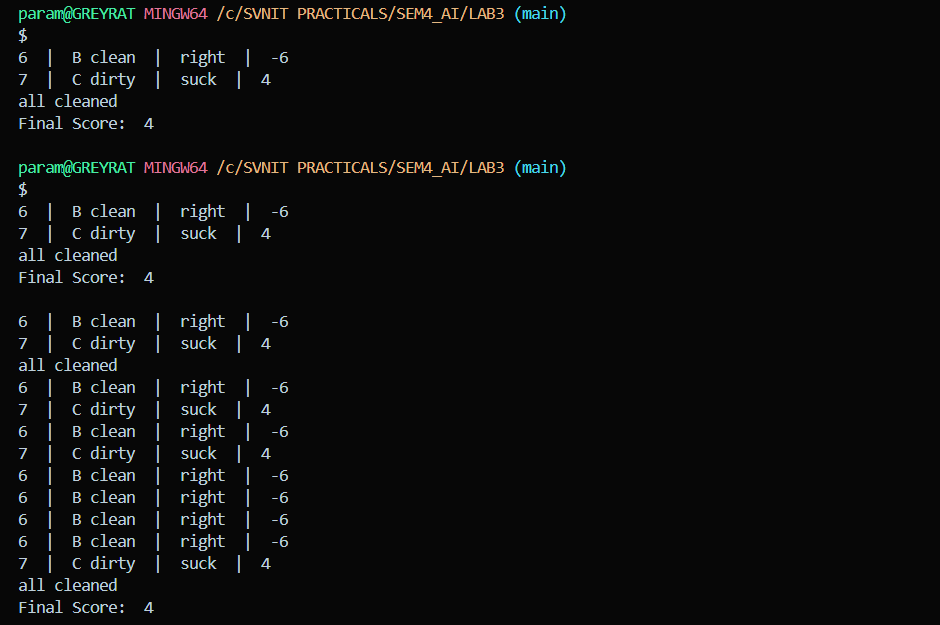 param@GREYRAT MINGW64 /c/SVNIT PRACTICALS/SEM4_AI/LAB3 (main)
$
6  |  B clean  |  right  |  -6
7  |  C dirty  |  suck  |  4
all cleaned
Final Score:  4
param@GREYRAT MINGW64 /c/SVNIT PRACTICALS/SEM4_AI/LAB3 (main)
$
6  |  B clean  |  right  |  -6
7  |  C dirty  |  suck  |  4
all cleaned
Final Score:  4
6  |  B clean  |  right  |  -6
7  |  C dirty  |  suck  |  4
all cleaned
6  |  B clean  |  right  |  -6
7  |  C dirty  |  suck  |  4
6  |  B clean  |  right  |  -6
7  |  C dirty  |  suck  |  4
6  |  B clean  |  right  |  -6
6  |  B clean  |  right  |  -6
6  |  B clean  |  right  |  -6
6  |  B clean  |  right  |  -6
7  |  C dirty  |  suck  |  4
all cleaned
Final Score:  4